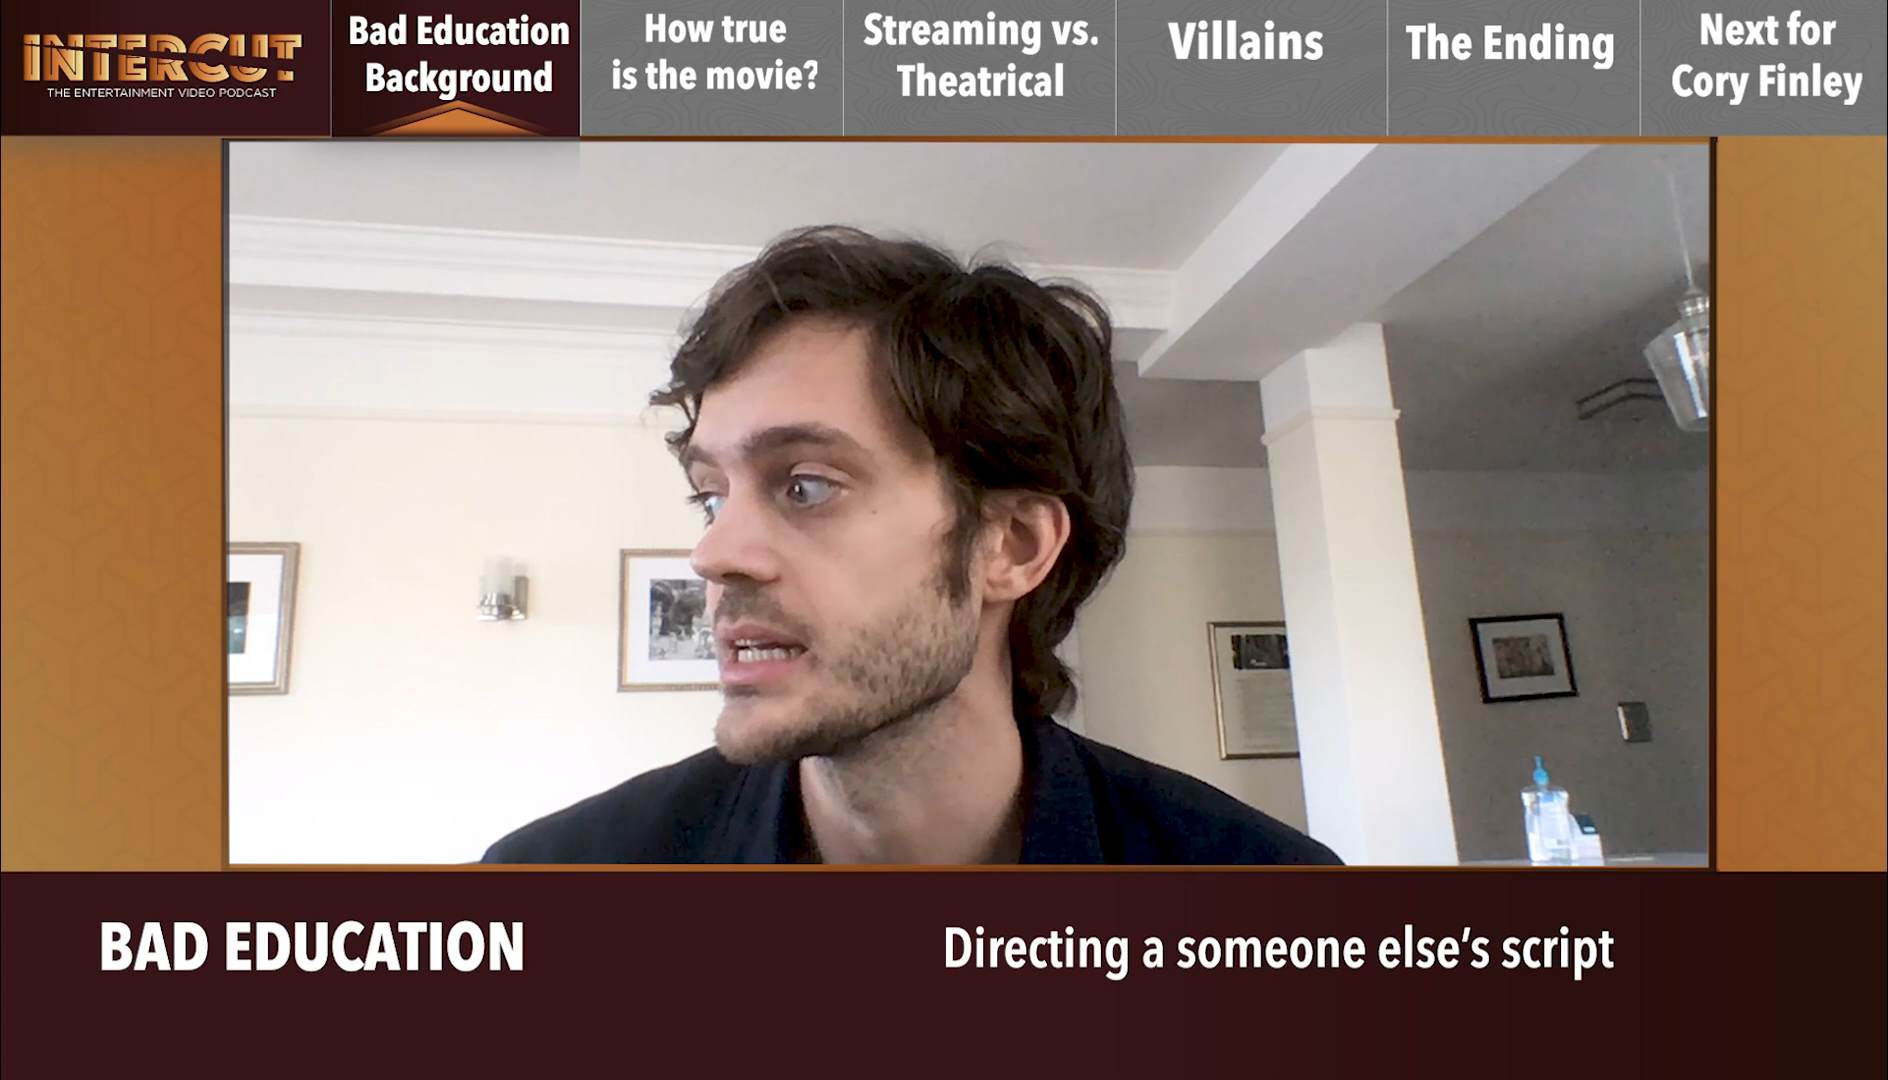 INTERCUT
THE ENTERTAINMENT VIDEO PODCAST
Bad Education
Background
How true
is the movie?
Streaming vs.
Theatrical
Villains
The Ending
Next for
Cory Finley
BAD EDUCATION
Directing a someone else's script